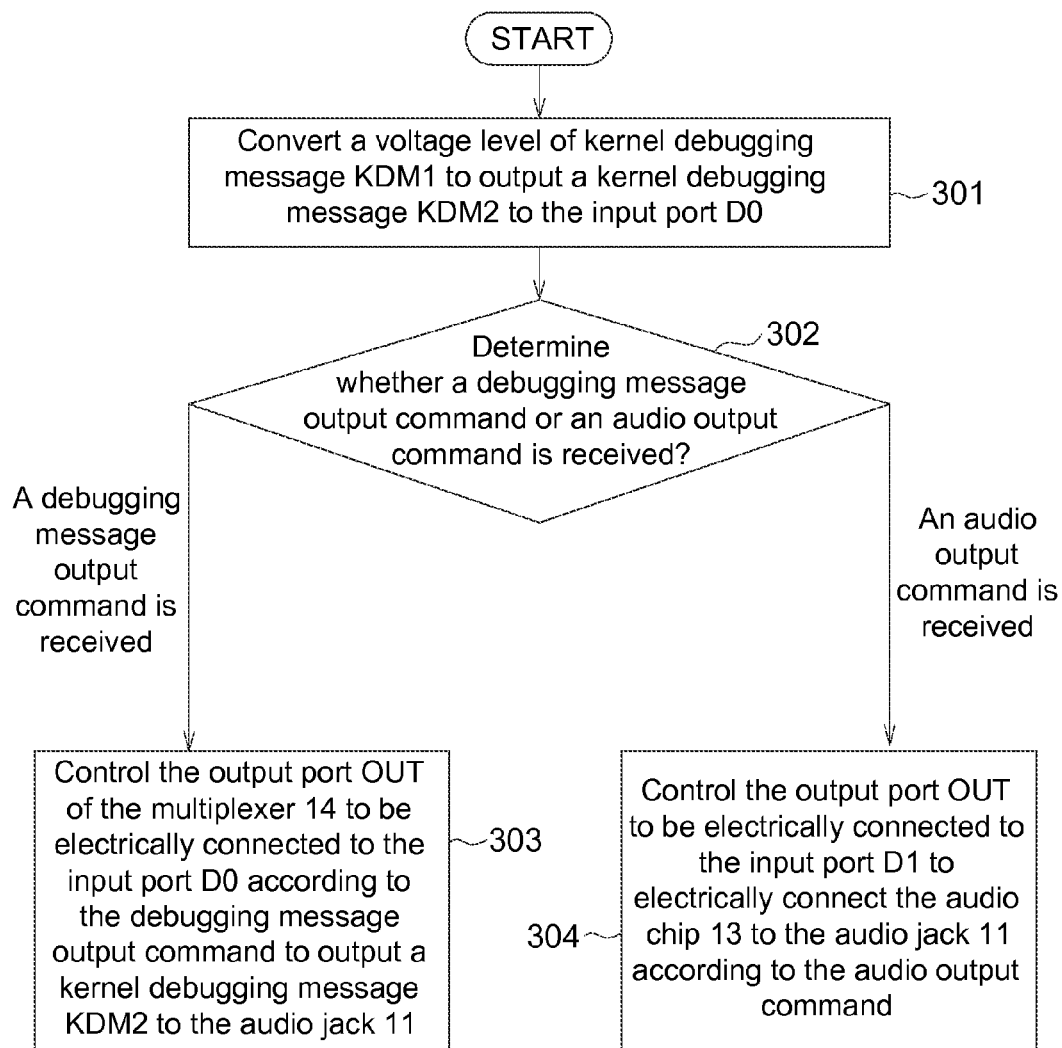 START
Convert a voltage level of kernel debugging
message KDM1 to output a kernel debugging
message KDM2 to the input port D0
301
302
Determine
whether a debugging message
output command or an audio output
command is received?
A debugging
message
output
command is
received
An audio
output
command is
received
Control the output port OUT
of the multiplexer 14 to be
electrically connected to the
input port D0 according to
the debugging message
output command to output a
kernel debugging message
KDM2 to the audio jack 11
303
Control the output port OUT
to be electrically connected to
the input port D1 to
electrically connect the audio
chip 13 to the audio jack 11
according to the audio output
command
304